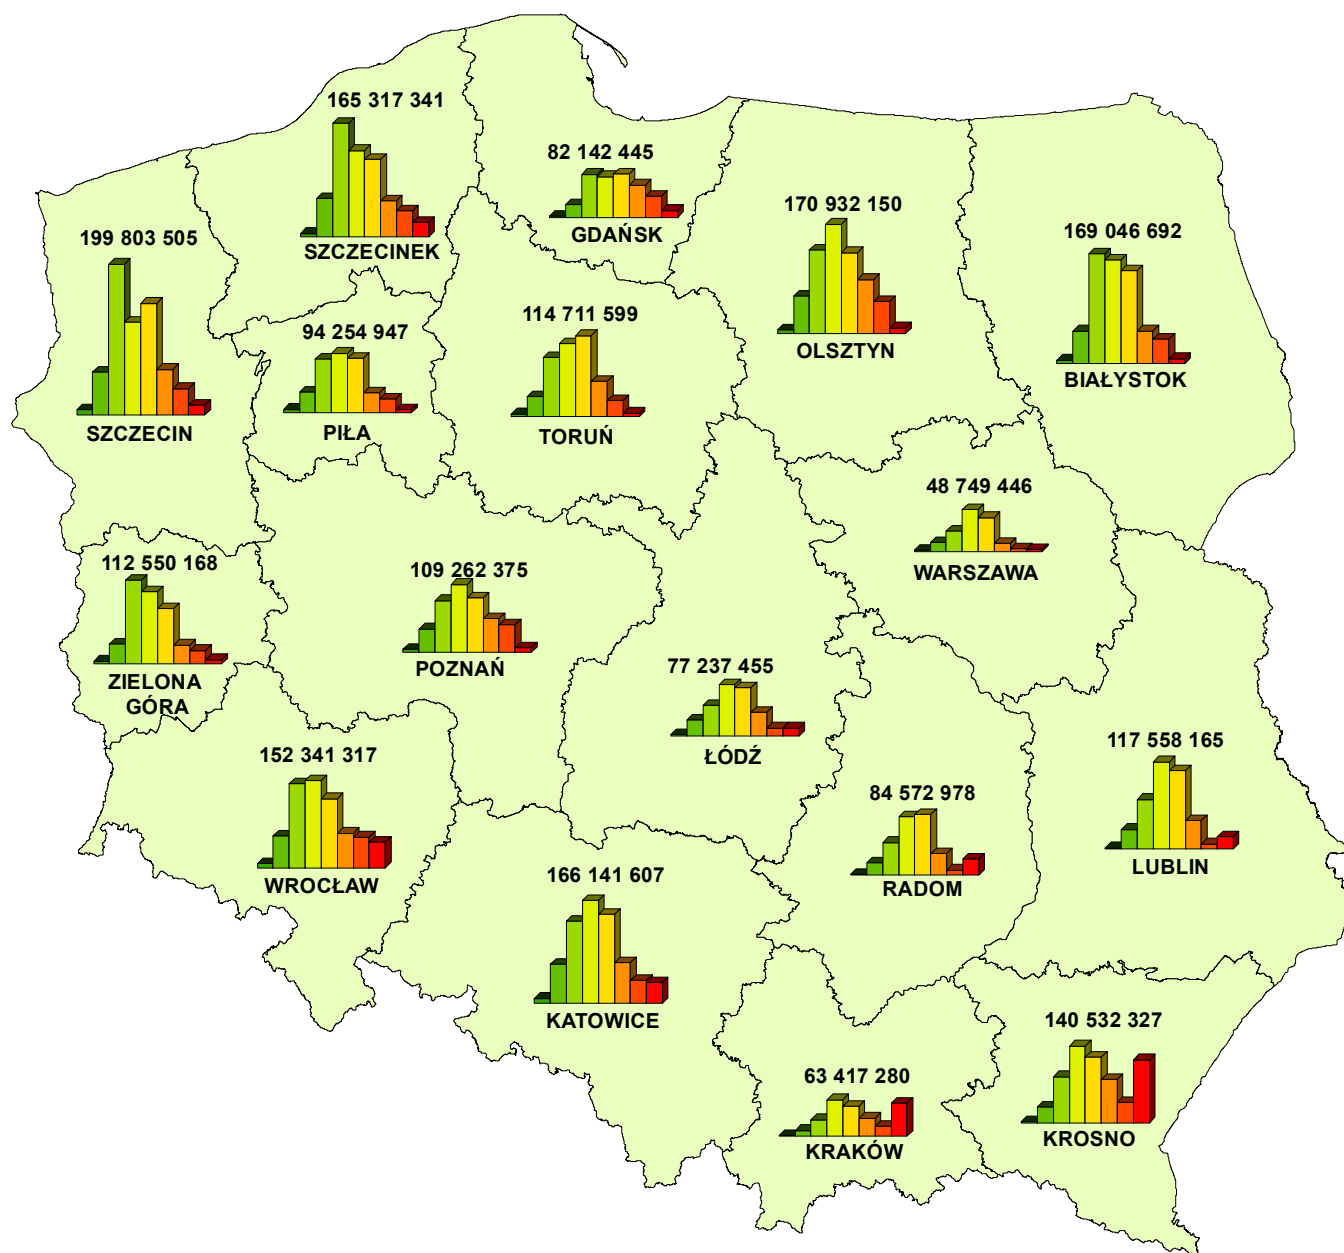 165 317 341
SZCZECINEK
82 142 445
GDAŃSK
170 932 150
OLSZTYN
169 046 692
BIAŁYSTOK
199 803 505
SZCZECIN
94 254 947
PIŁA
114 711 599
TORUŃ
48 749 446
WARSZAWA
112 550 168
ZIELONA
GÓRA
109 262 375
POZNAŃ
77 237 455
ŁÓDŹ
152 341 317
WROCŁAW
84 572 978
RADOM
117 558 165
LUBLIN
166 141 607
KATOWICE
63 417 280
KRAKÓW
140 532 327
KROSNO